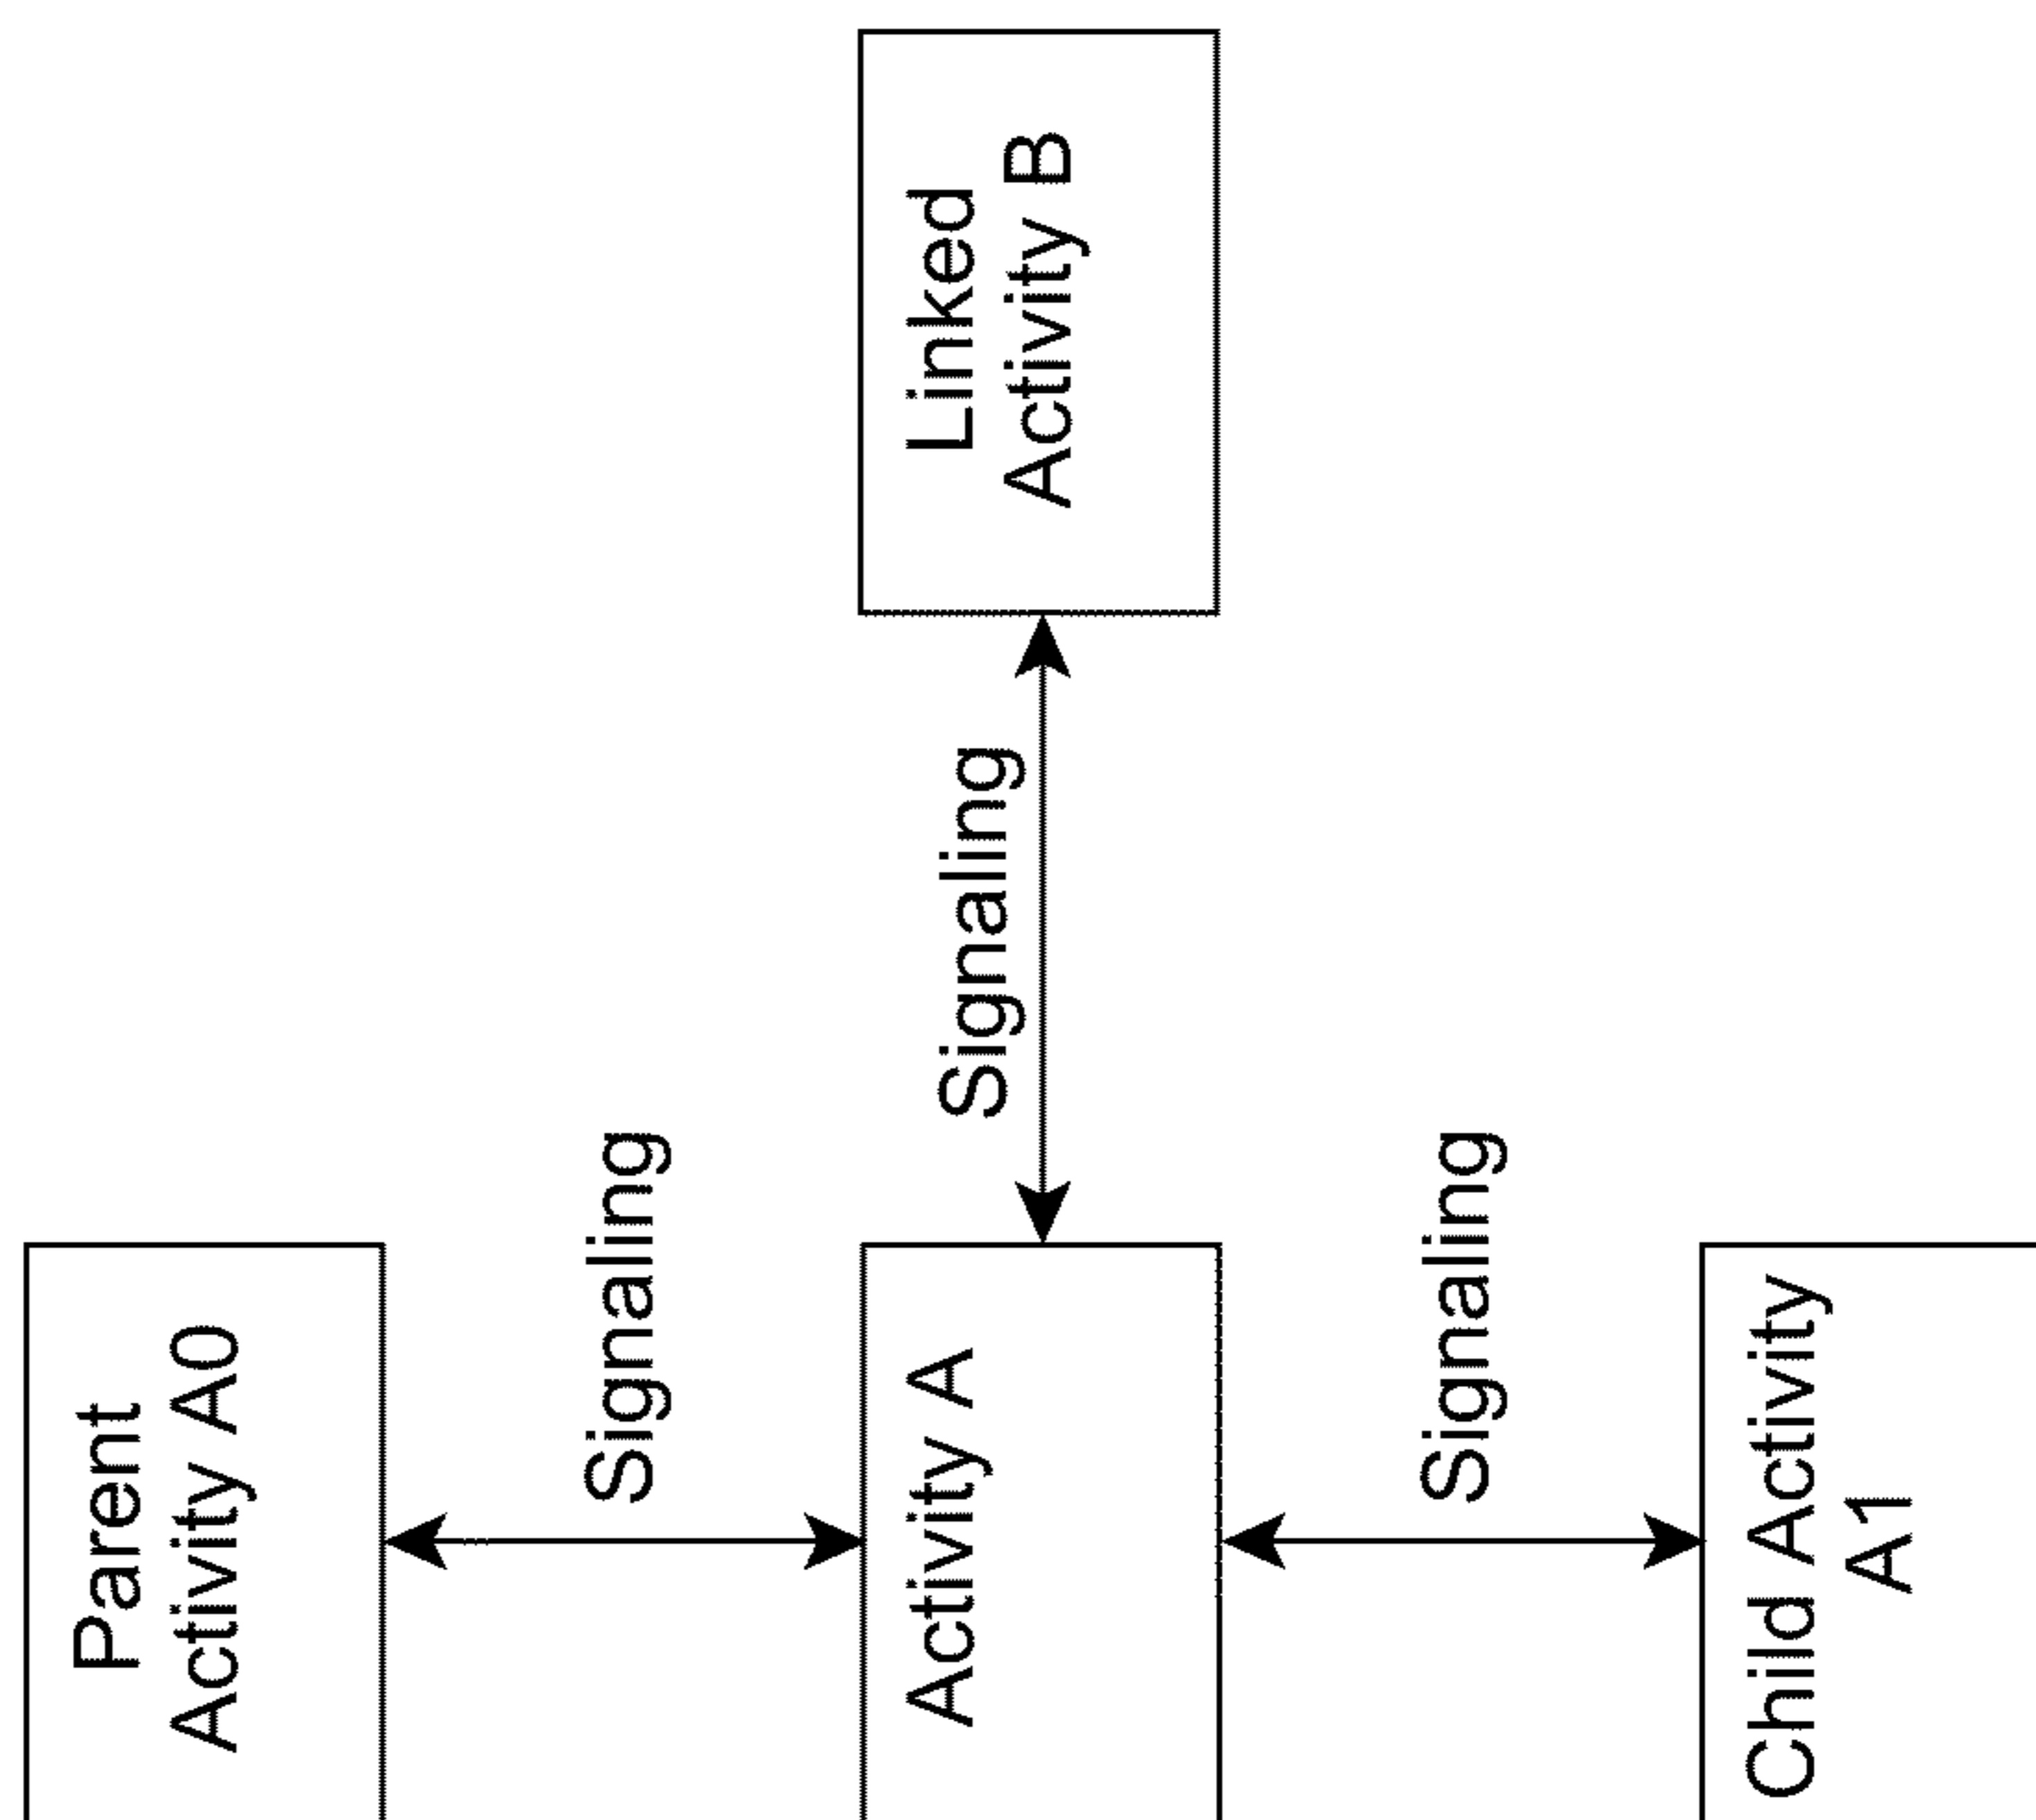 Parent
Activity A0
Signaling
Activity A
Signaling
Linked
Activity B
Signaling
Child Activity
A1